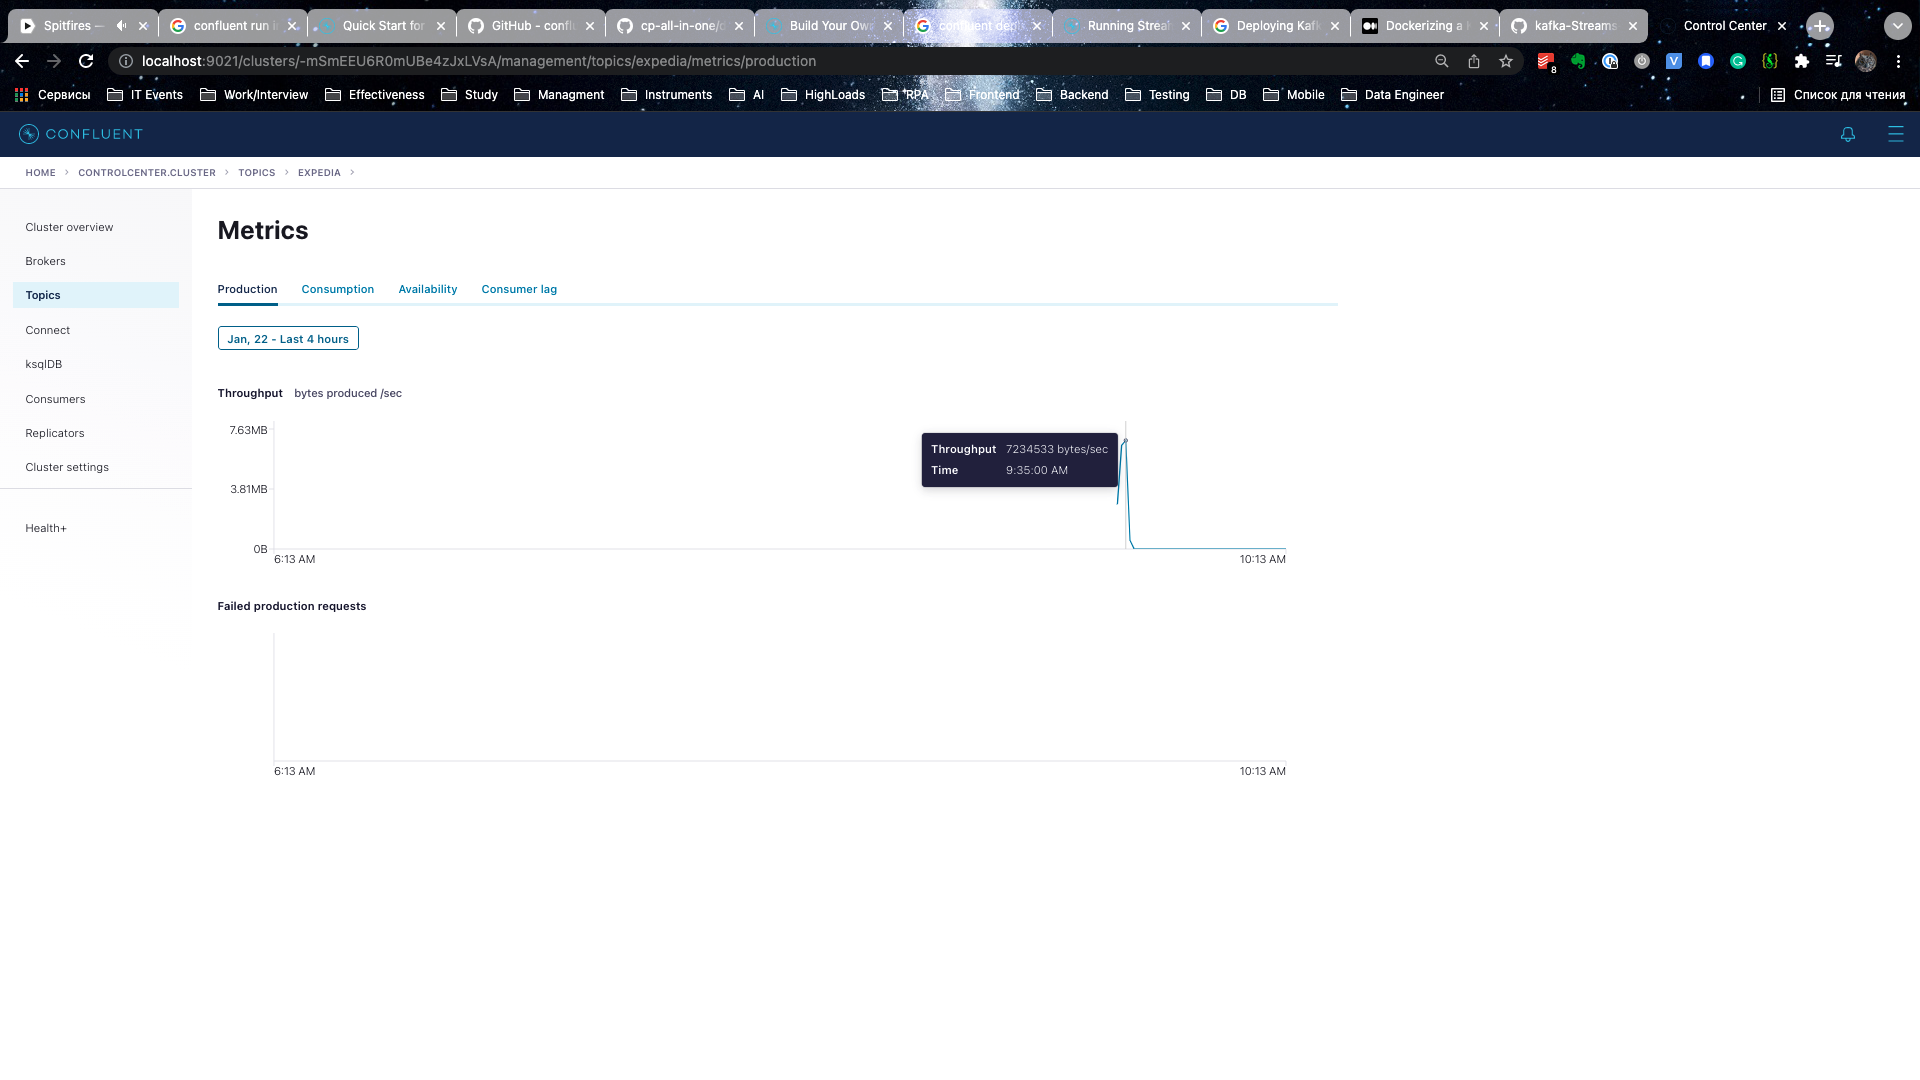 Spitfires —
confluent run i
Quick Start for
GitHub - conflu
cp-all-in-one/d
Build Your Ow
confluent depl
Running Strea
Deploying Kafk
Dockerizing a
kafka-Streams
Control Center
localhost:9021/clusters/-mSmEEU6R0mUBe4zJxLVsA/management/topics/expedia/metrics/production
8
V
Сервисы
IT Events
Work/Interview
Effectiveness
Study
Managment
Instruments
AI
HighLoads
RPA
Frontend
Backend
Testing
DB
Mobile
Data Engineer
Список для чтения
CONFLUENT
HOME > CONTROLCENTER.CLUSTER > TOPICS > EXPEDIA >
Cluster overview
Brokers
Topics
Connect
ksqlDB
Consumers
Replicators
Cluster settings
Health+
Metrics
Production Consumption Availability Consumer lag
Jan, 22 - Last 4 hours
Throughput bytes produced /sec
7.63MB
3.81MB
0B
Throughput 7234533 bytes/sec
Time 9:35:00 AM
6:13 AM 10:13 AM
Failed production requests
6:13 AM 10:13 AM